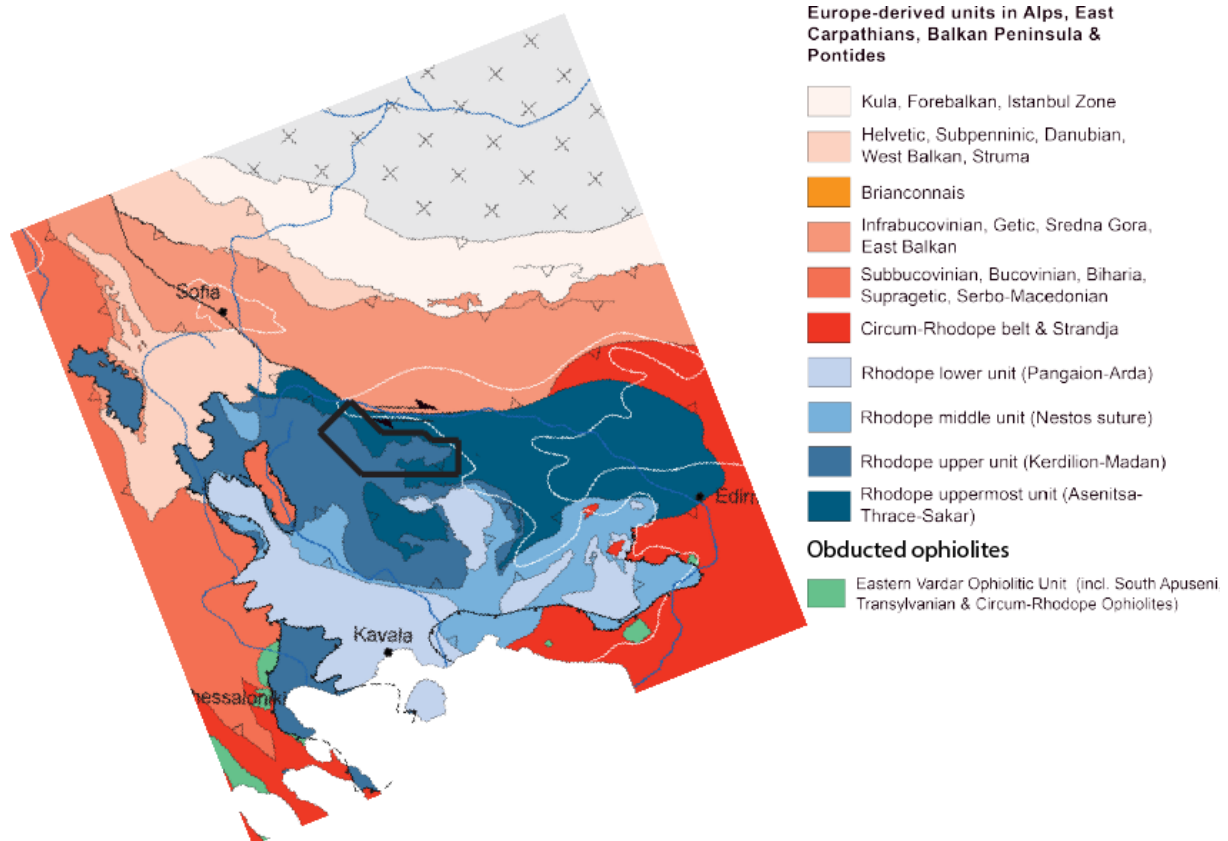 Europe-derived units in Alps, East
Carpathians, Balkan Peninsula &
Pontides
Kula, Forebalkan, Istanbul Zone
Helvetic, Subpenninic, Danubian,
West Balkan, Struma
Brianconnais
Infrabucovinian, Getic, Sredna Gora,
East Balkan
Subbucovinian, Bucovinian, Biharia,
Supragetic, Serbo-Macedonian
Circum-Rhodope belt & Strandja
Rhodope lower unit (Pangaion-Arda)
Rhodope middle unit (Nestos suture)
Rhodope upper unit (Kerdilion-Madan)
Rhodope uppermost unit (Asenitsa-
Thrace-Sakar)
Obducted ophiolites
Eastern Vardar Ophiolitic Unit (incl. South Apuseni
Transylvanian & Circum-Rhodope Ophiolites)
Sofia
Edirn
Kavala
hessaloniki